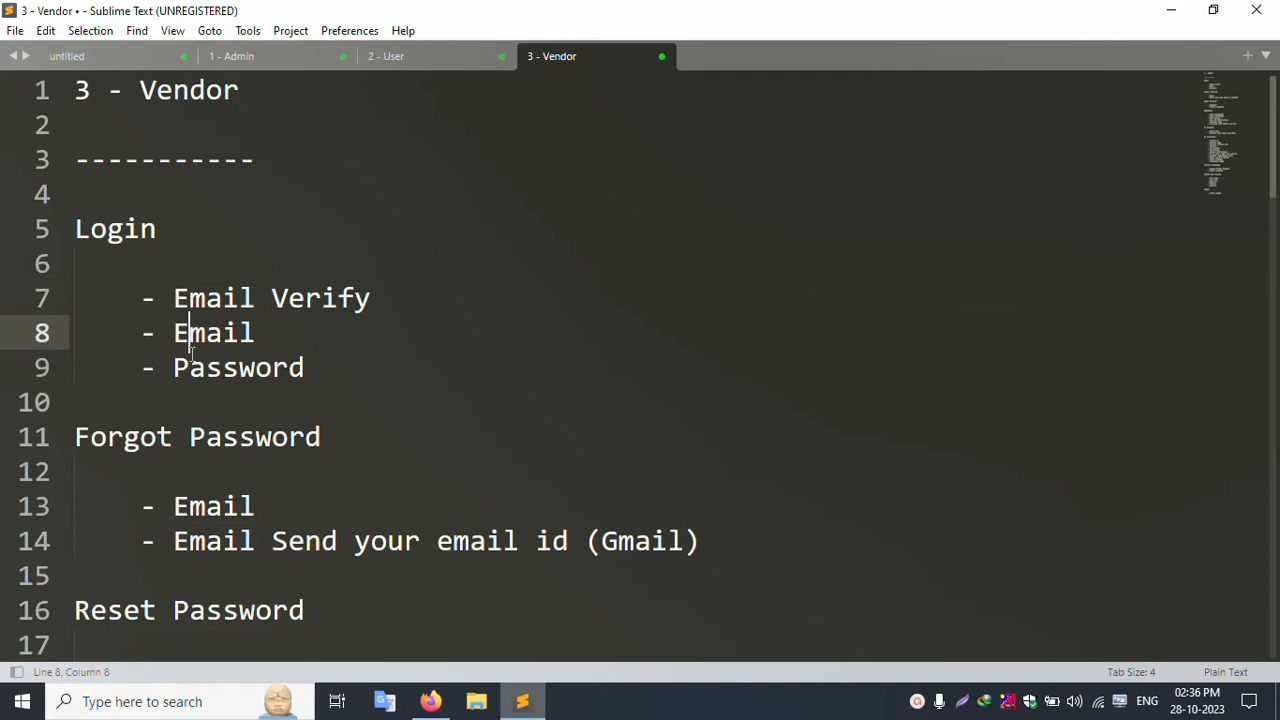 3 - Vendor • - Sublime Text (UNREGISTERED)
File Edit Selection Find View Goto Tools Project Preferences Help
untitled 1 - Admin 2 - User 3 - Vendor
1 3 - Vendor
2
3 -----------
4
5 Login
6
7 - Email Verify
8 - Email
9 - Password
10
11 Forgot Password
12
13 - Email
14 - Email Send your email id (Gmail)
15
16 Reset Password
17
Line 8, Column 8 Tab Size: 4 Plain Text
Type here to search ENG 02:36 PM
28-10-2023